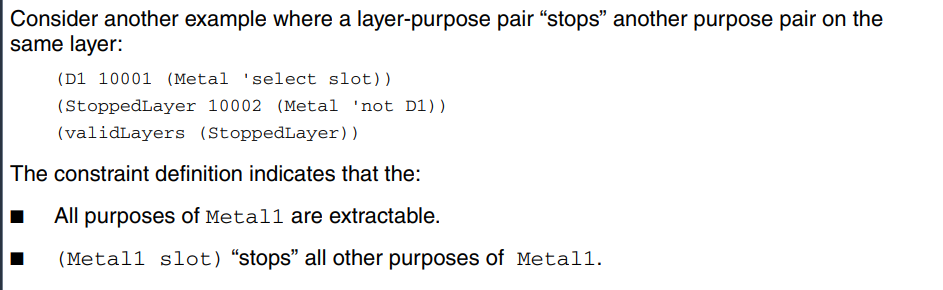 Consider another example where a layer-purpose pair “stops” another purpose pair on the
same layer:
(D1 10001 (Metal 'select slot))
(StoppedLayer 10002 (Metal 'not D1))
(validLayers (StoppedLayer))
The constraint definition indicates that the:
■ All purposes of Metal1 are extractable.
■ (Metal1 slot) “stops” all other purposes of Metal1.